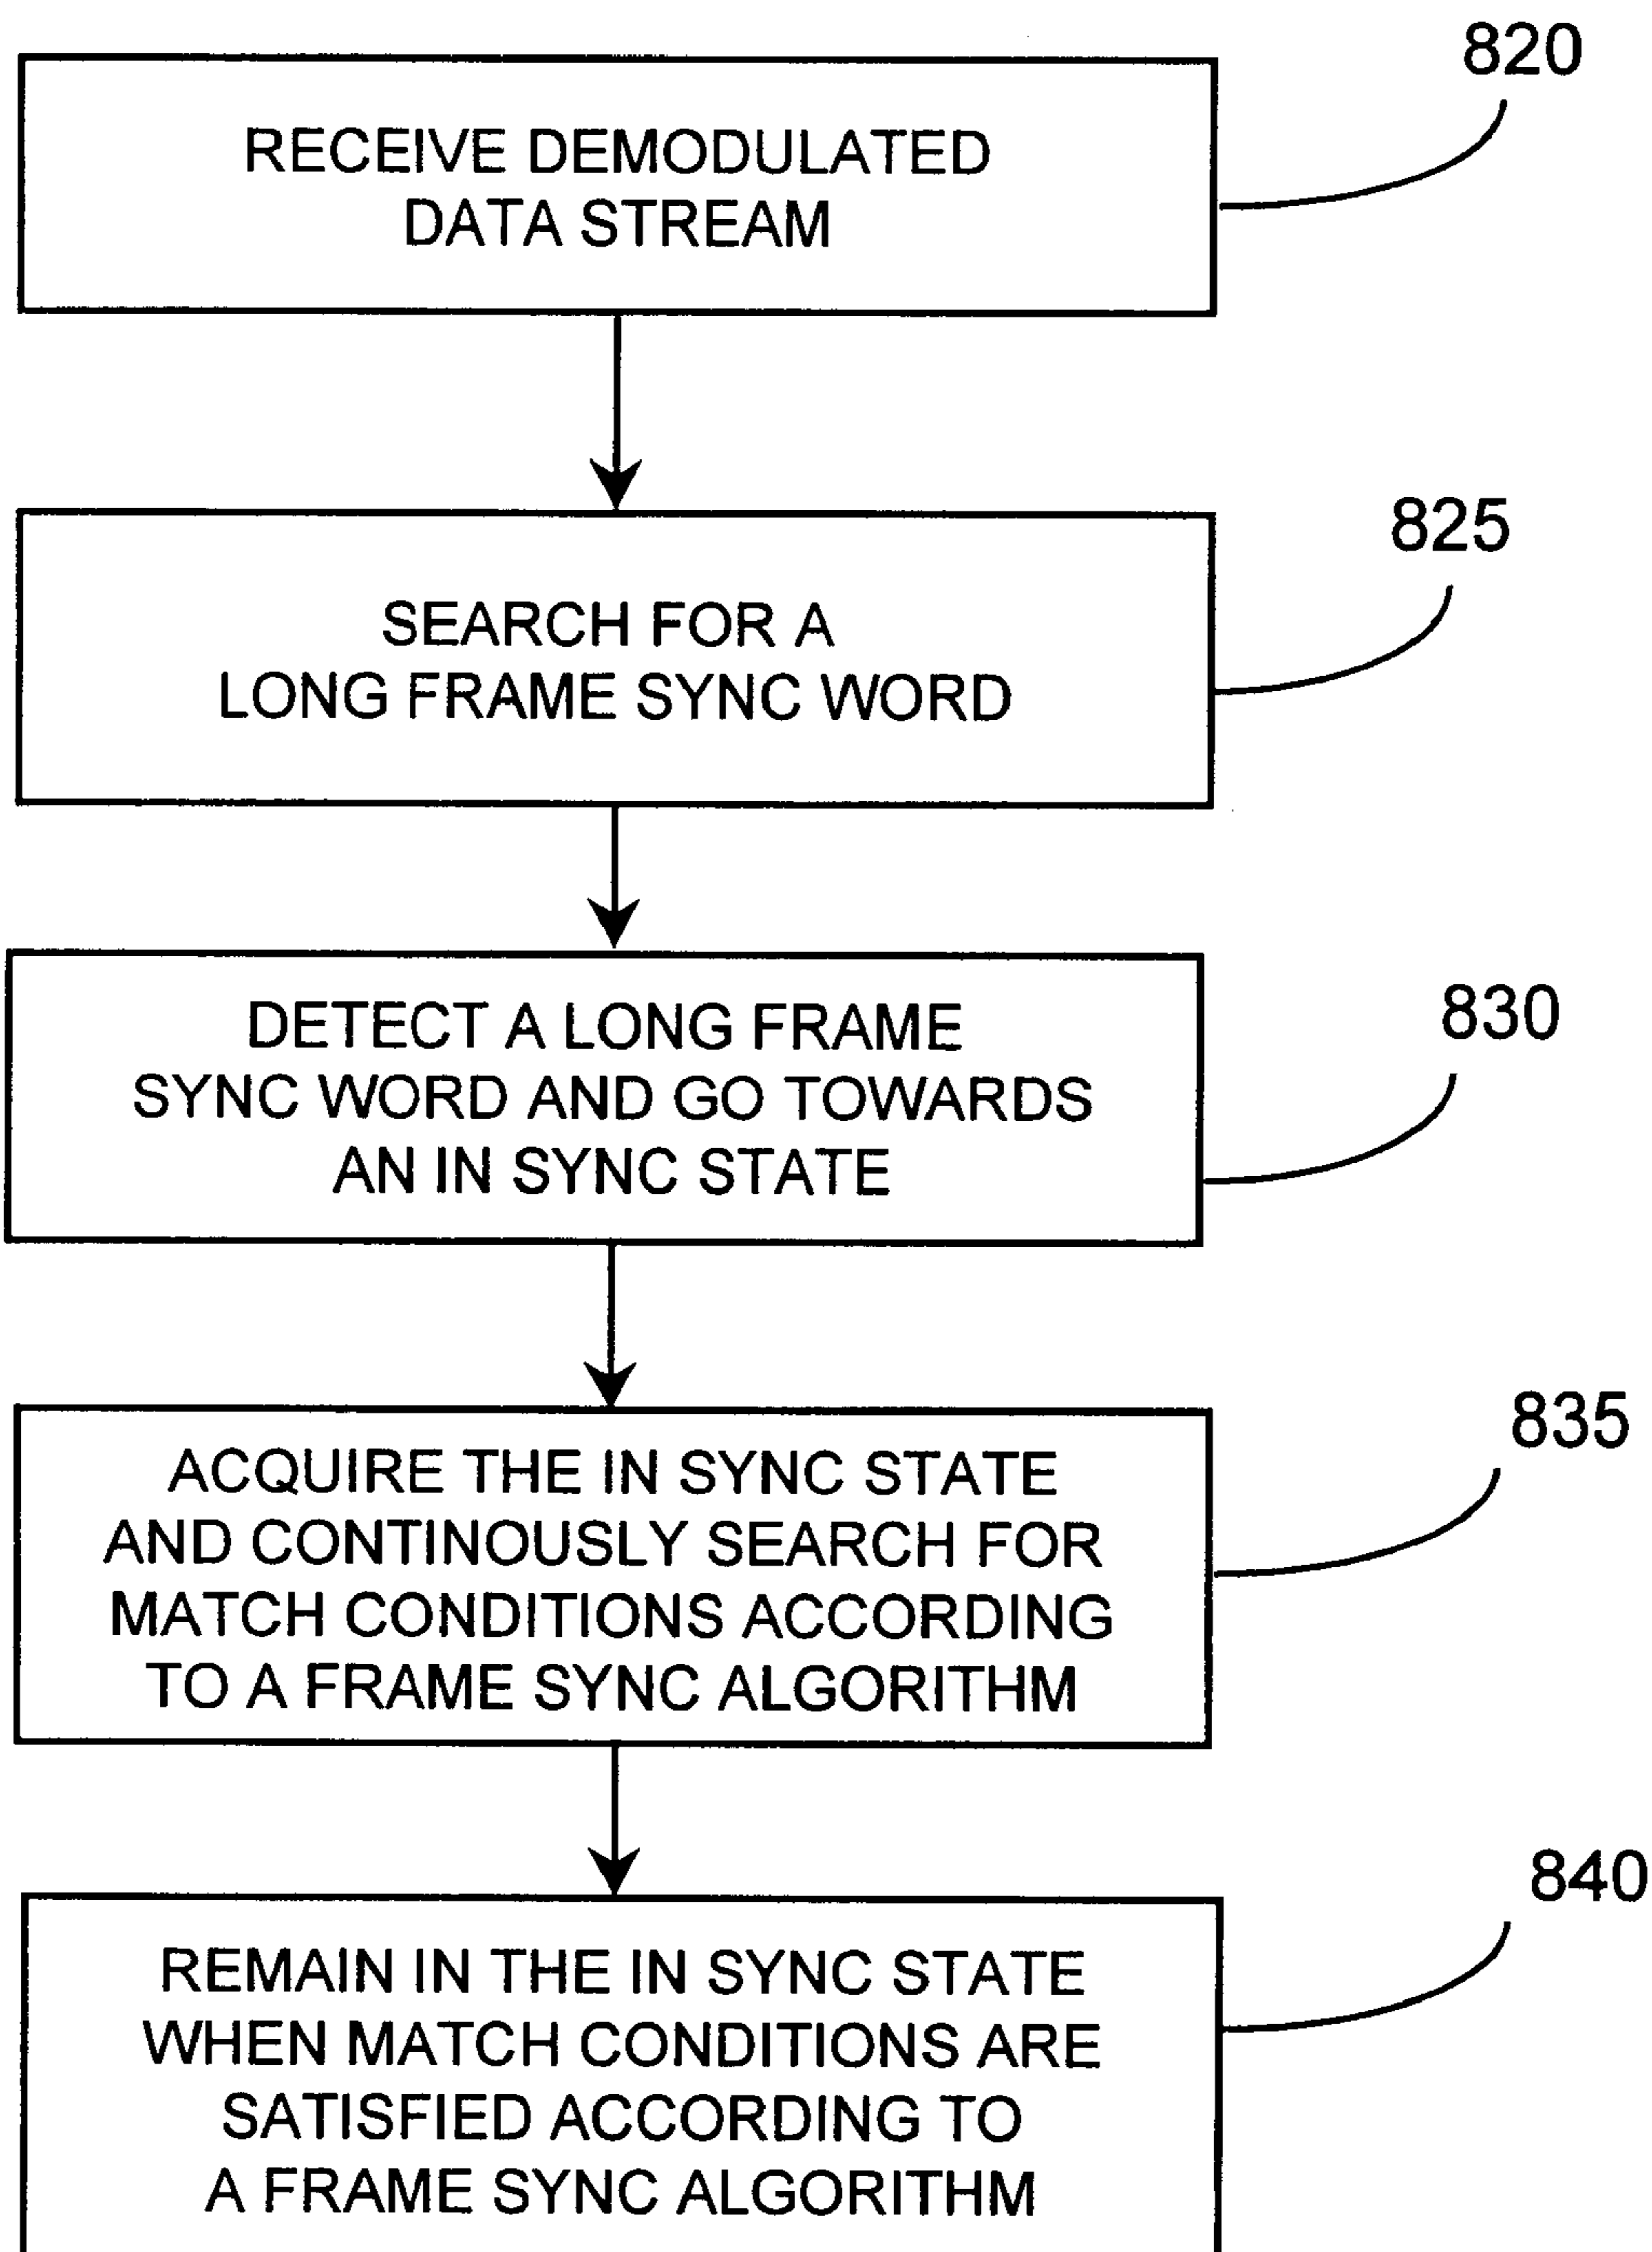 820
RECEIVE DEMODULATED
DATA STREAM
825
SEARCH FOR A
LONG FRAME SYNC WORD
830
DETECT A LONG FRAME
SYNC WORD AND GO TOWARDS
AN IN SYNC STATE
835
ACQUIRE THE IN SYNC STATE
AND CONTINOUSLY SEARCH FOR
MATCH CONDITIONS ACCORDING
TO A FRAME SYNC ALGORITHM
840
REMAIN IN THE IN SYNC STATE
WHEN MATCH CONDITIONS ARE
SATISFIED ACCORDING TO
A FRAME SYNC ALGORITHM